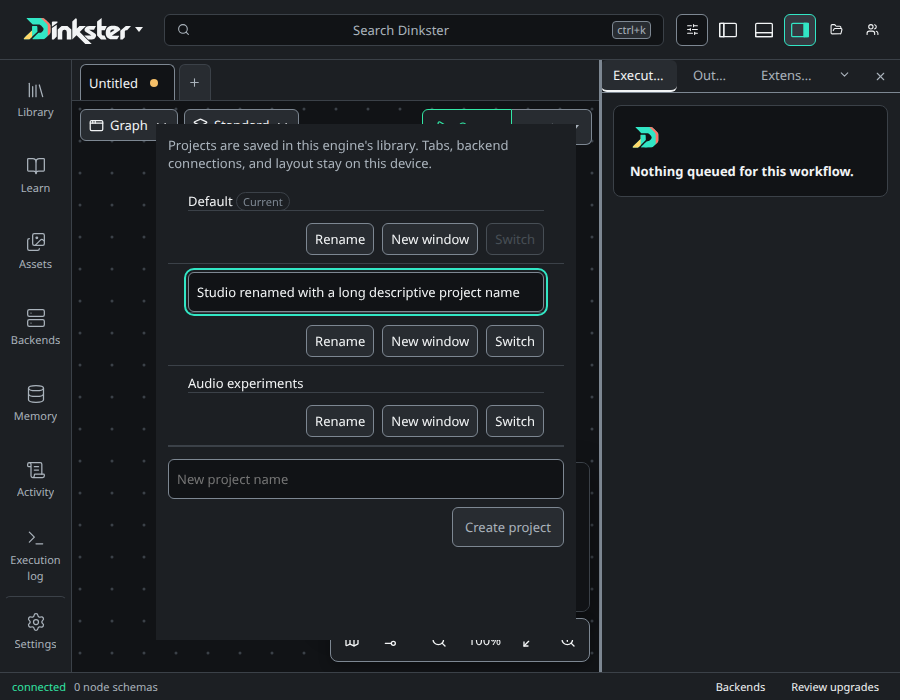 Dinkster
Search Dinkster
ctrl+k
Library
Learn
Assets
Backends
Memory
Activity
Execution
log
Settings
Untitled
+
Graph
Standard
Projects are saved in this engine's library. Tabs, backend
connections, and layout stay on this device.
Default
Current
Rename
New window
Switch
Studio renamed with a long descriptive project name
Rename
New window
Switch
Audio experiments
Rename
New window
Switch
New project name
Create project
100%
Execut...
Out...
Extens...
Nothing queued for this workflow.
connected
0 node schemas
Backends
Review upgrades